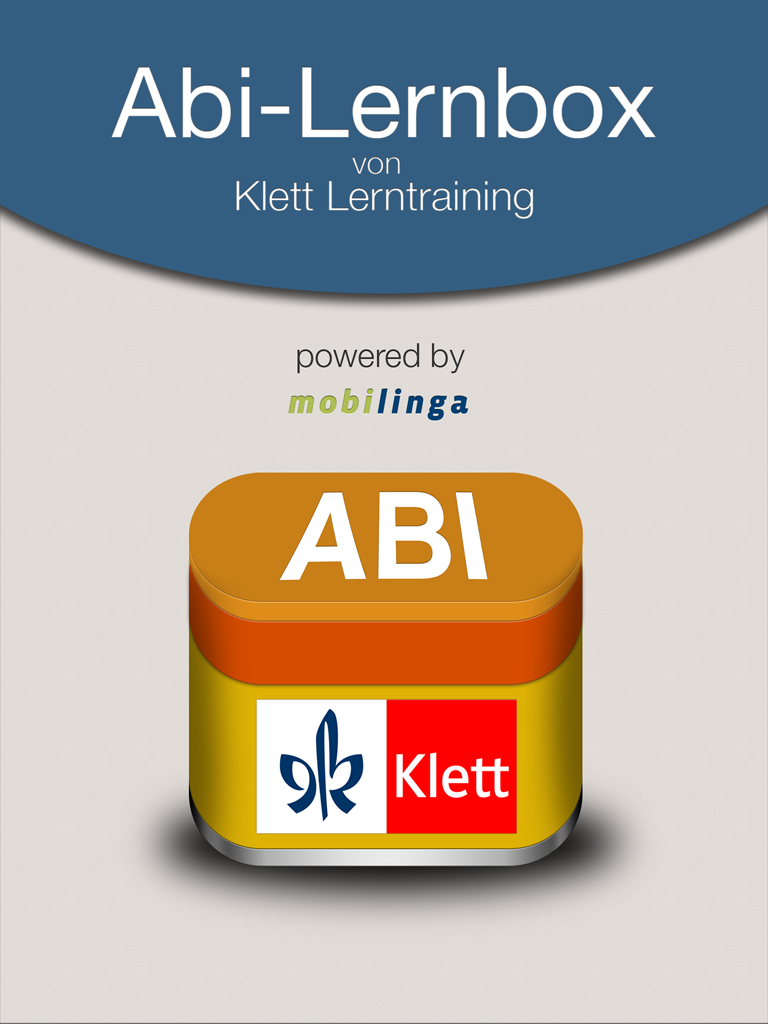 Abi-Lernbox
von
Klett Lerntraining
powered by
mobilinga
ABI
Klett